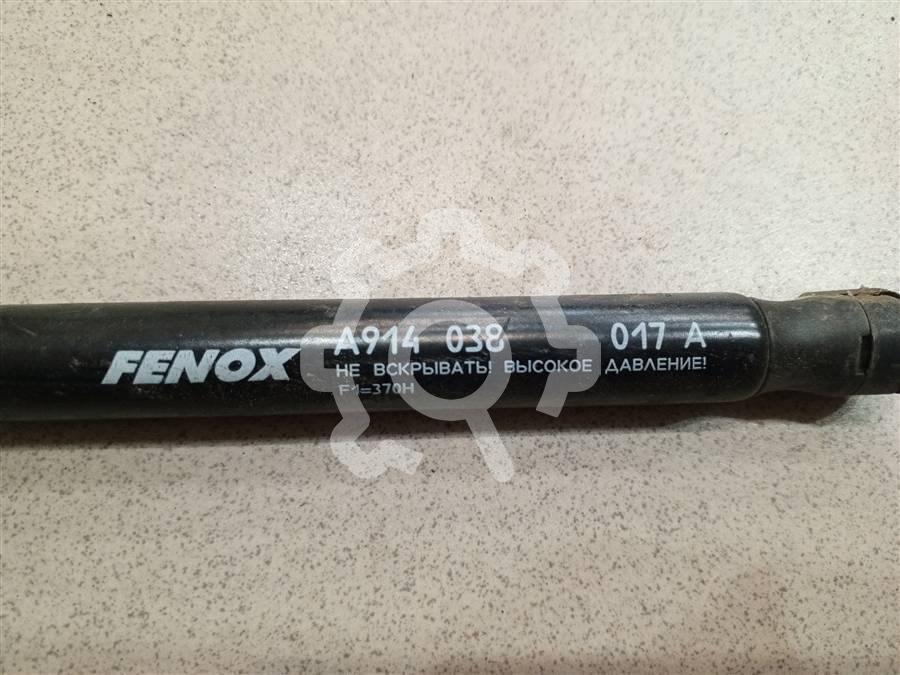 FENOX
A914 038 017 A
НЕ ВСКРЫВАТЬ! ВЫСОКОЕ ДАВЛЕНИЕ!
F1=370H